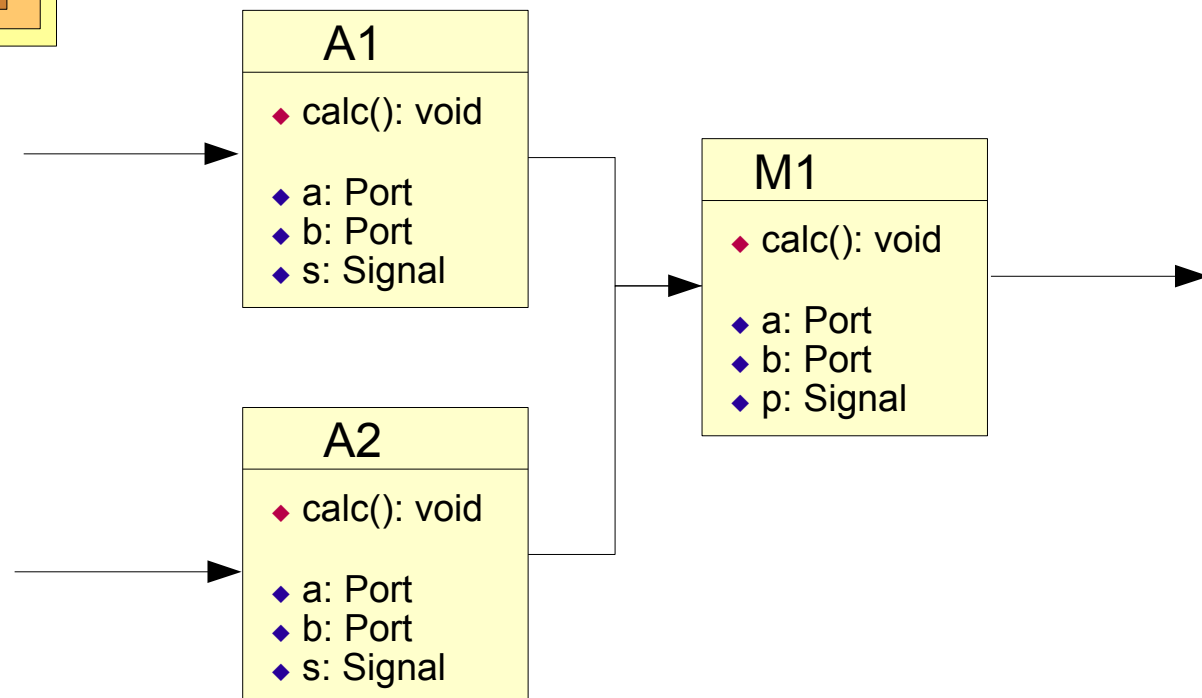 A1
calc(): void
a: Port
b: Port
s: Signal
M1
calc(): void
a: Port
b: Port
p: Signal
A2
calc(): void
a: Port
b: Port
s: Signal